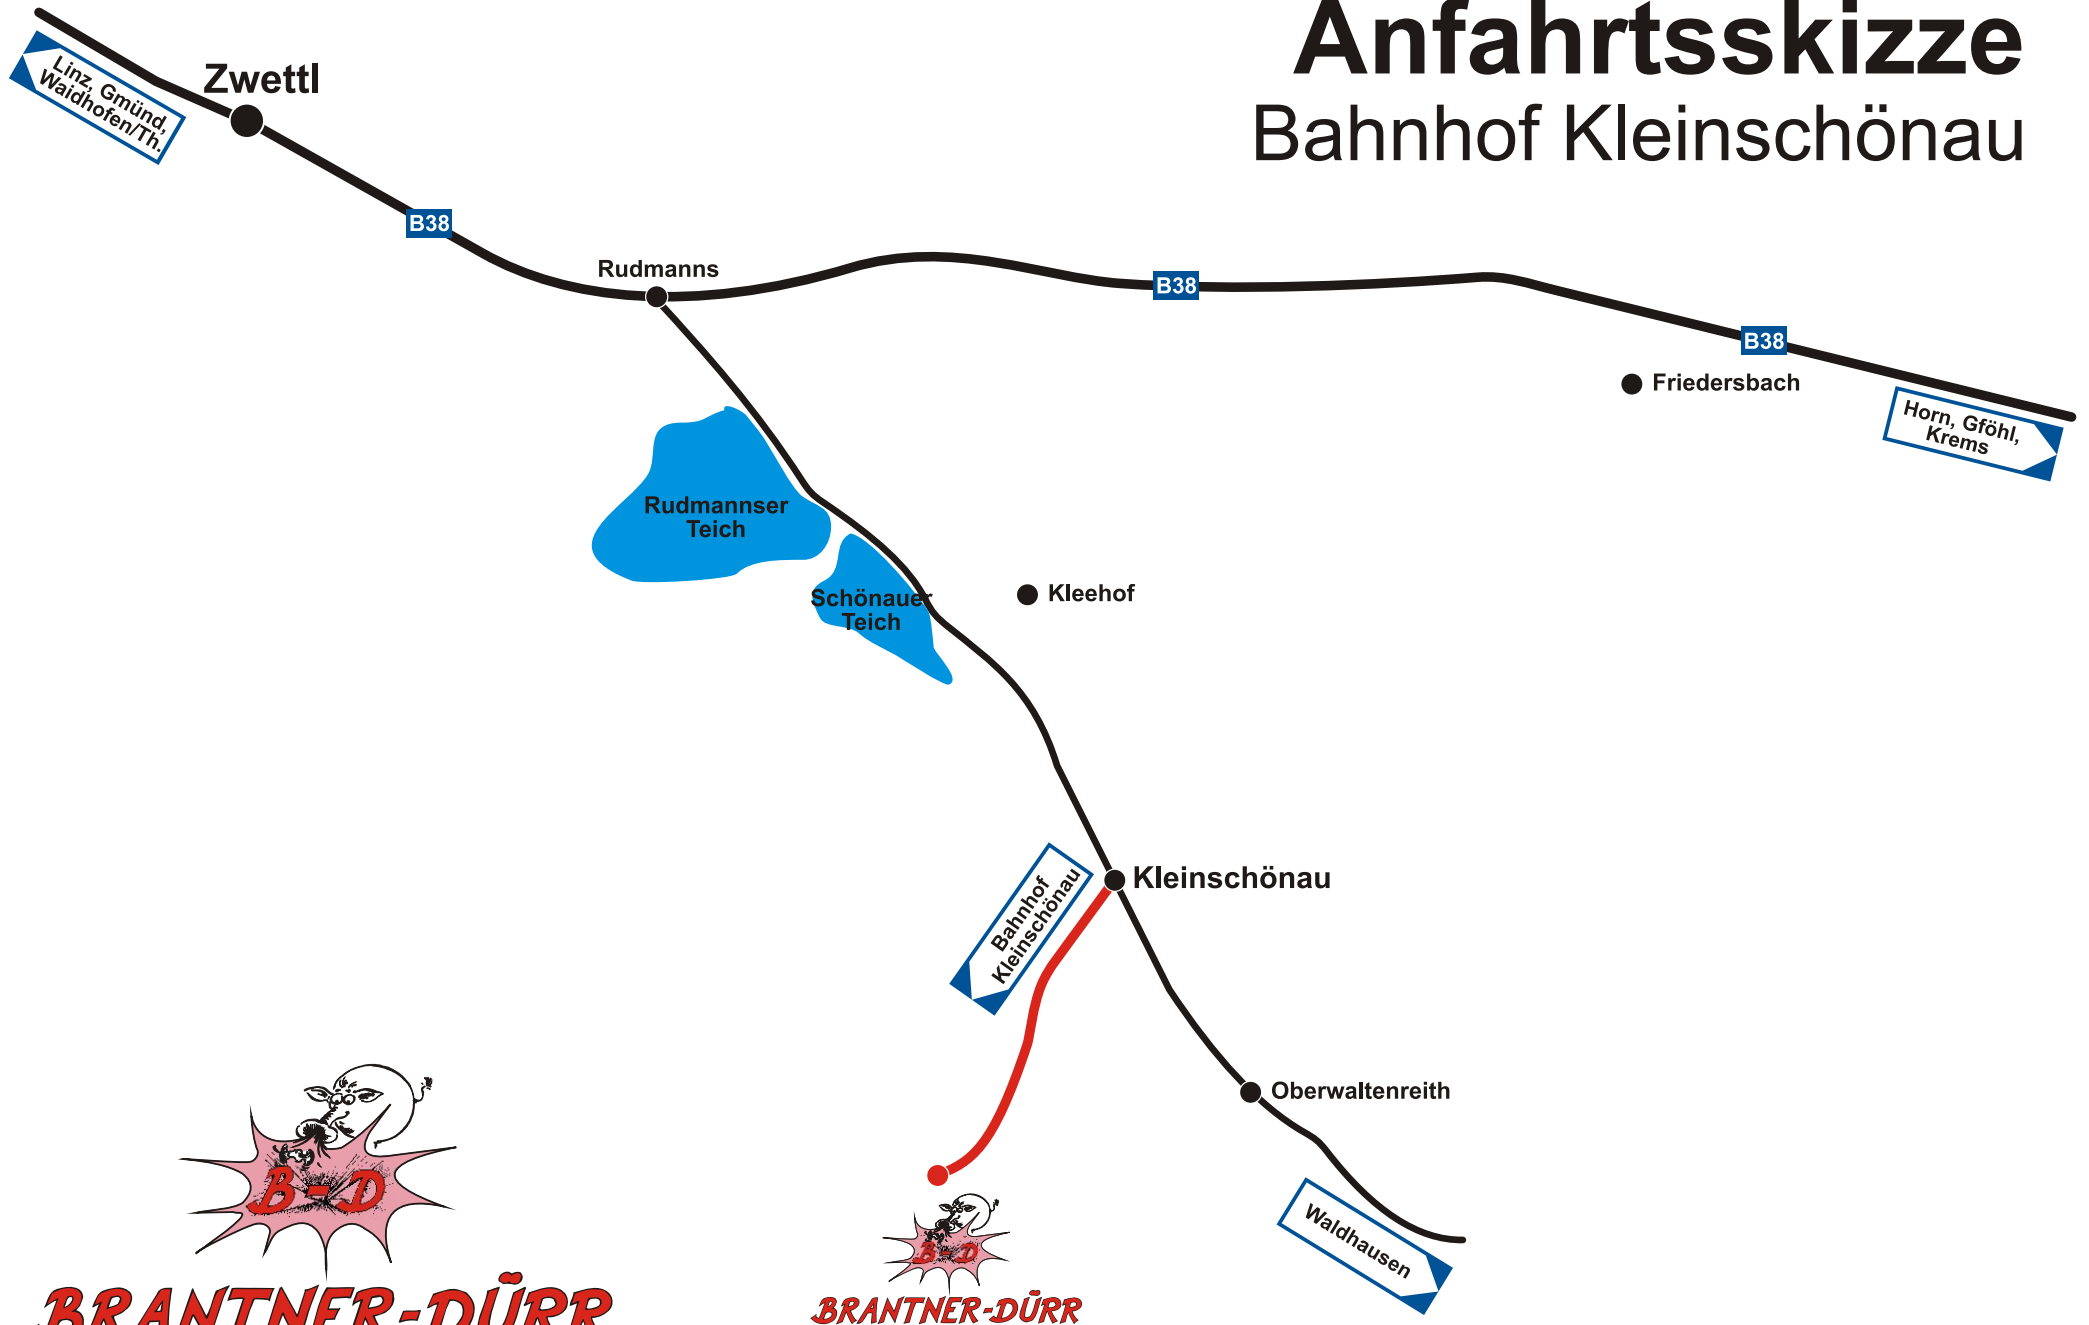 Anfahrtsskizze
Bahnhof Kleinschönau
Linz, Gmünd,
Waidhofen/Th.
Zwettl
B38
Rudmanns
B38
B38
Friedersbach
Horn, Gföhl,
Krems
Rudmannser
Teich
Schönauer
Teich
Kleehof
Bahnhof
Kleinschönau
Kleinschönau
Oberwaltenreith
Waldhausen
B-D
BRANTNER-DÜRR
B-D
BRANTNER-DÜRR